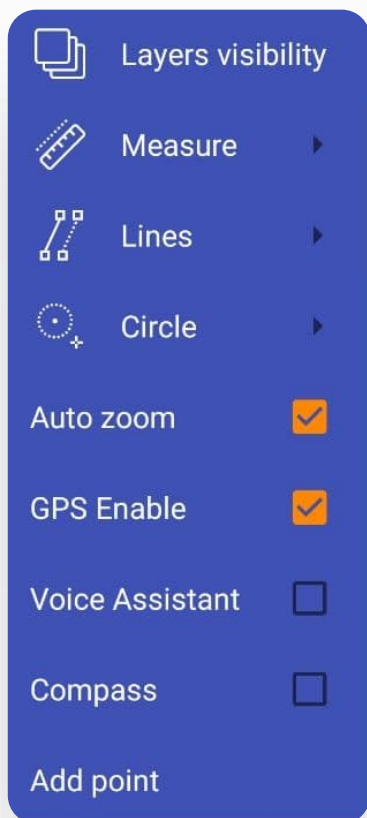 Layers visibility
Measure
Lines
Circle
Auto zoom
GPS Enable
Voice Assistant
Compass
Add point